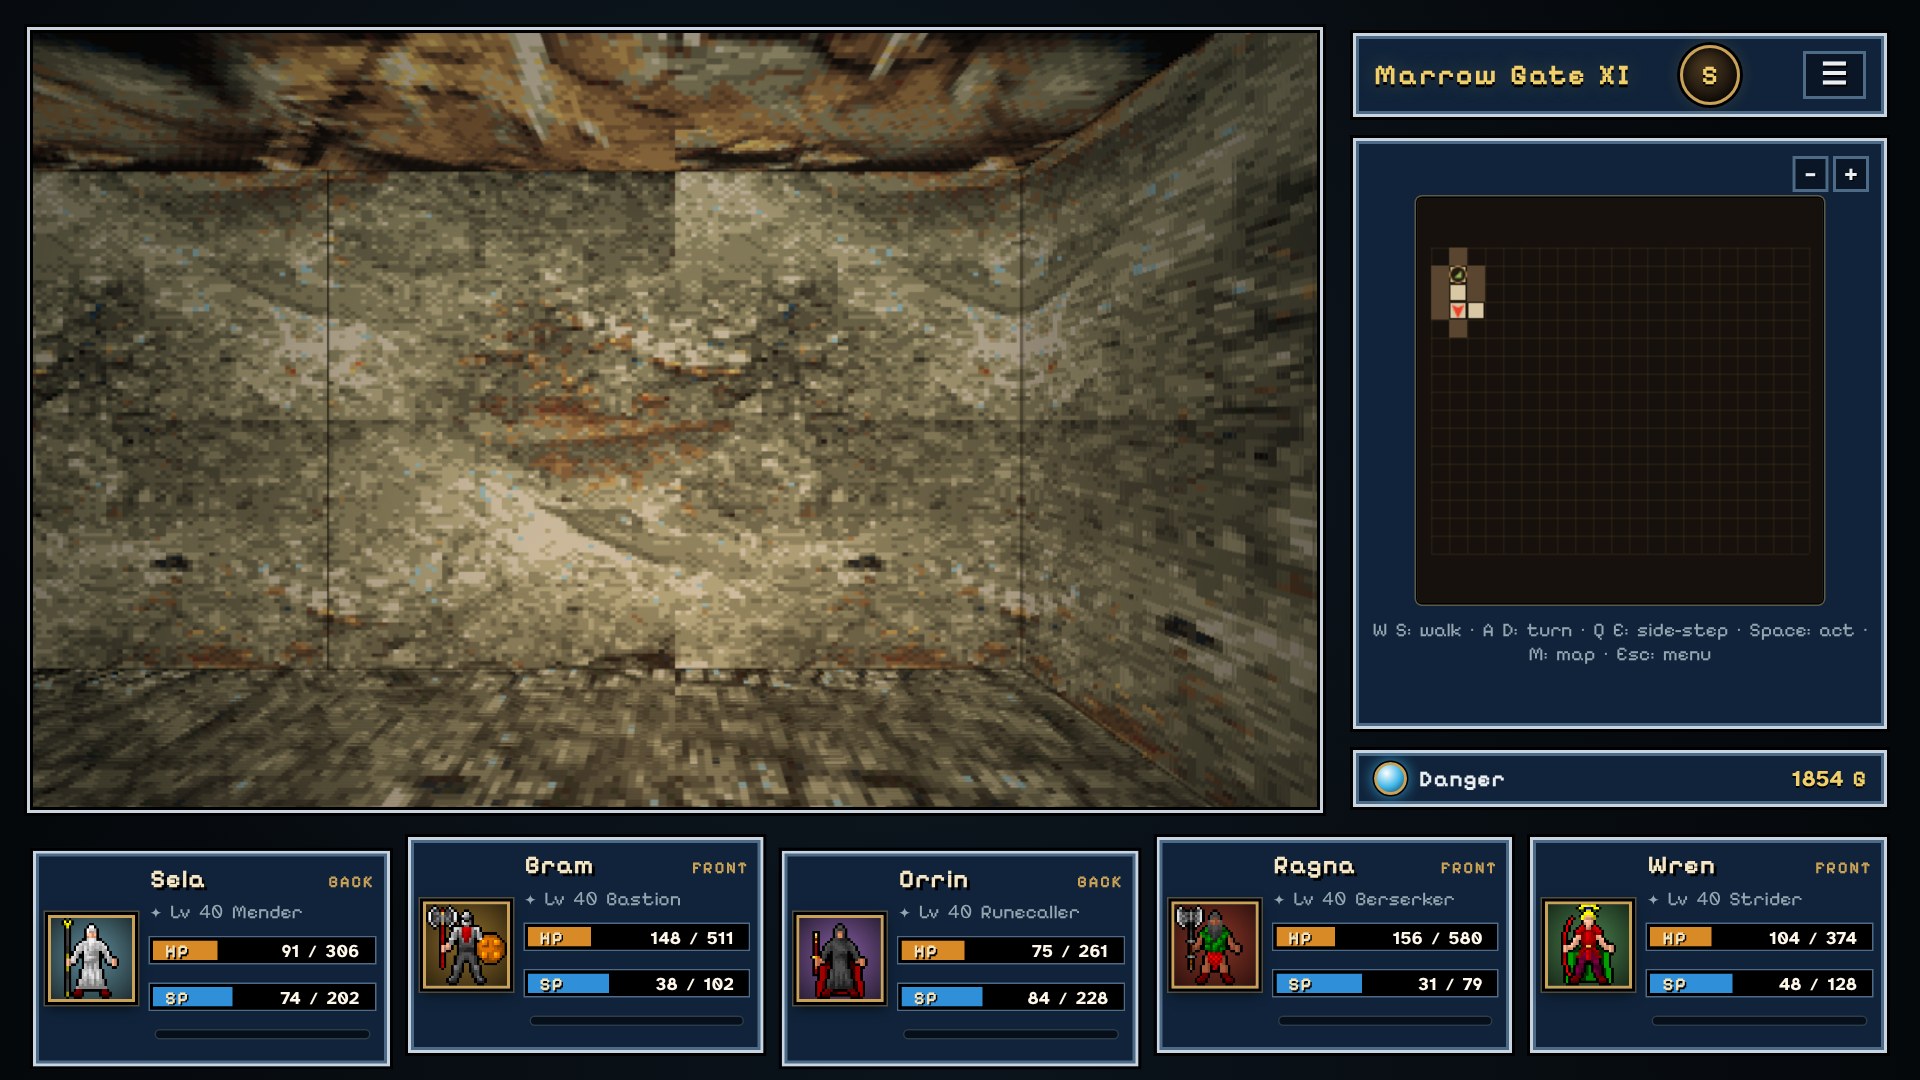 Marrow Gate XI
S
- +
W S: walk · A D: turn · Q E: side-step · Space: act ·
M: map · Esc: menu
Danger
1854 G
Sela BACK
✦ Lv 40 Mender
HP 91 / 306
SP 74 / 202
Bram FRONT
✦ Lv 40 Bastion
HP 148 / 511
SP 38 / 102
Orrin BACK
✦ Lv 40 Runecaller
HP 75 / 261
SP 84 / 228
Ragna FRONT
✦ Lv 40 Berserker
HP 156 / 580
SP 31 / 79
Wren FRONT
✦ Lv 40 Strider
HP 104 / 374
SP 48 / 128